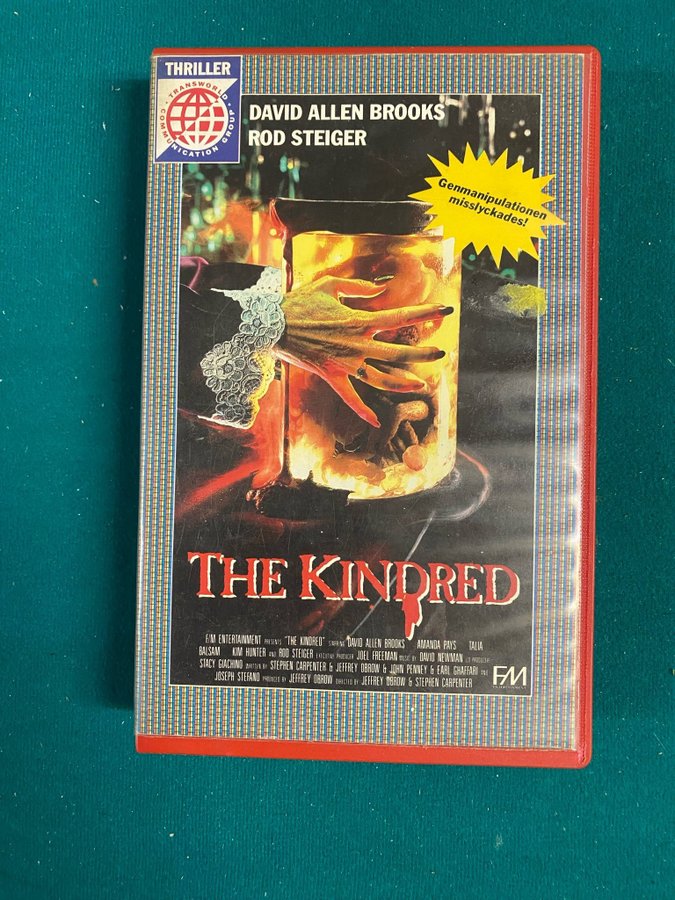 THRILLER
TRANSWORLD
COMMUNICATION GROUP
DAVID ALLEN BROOKS
ROD STEIGER
Genmanipulationen
misslyckades!
THE KINDRED
F/M ENTERTAINMENT PRESENTS "THE KINDRED" STARRING DAVID ALLEN BROOKS AMANDA PAYS TALIA
BALSAM KIM HUNTER AND ROD STEIGER EXECUTIVE PRODUCER JOEL FREEMAN MUSIC BY DAVID NEWMAN CO PRODUCER
STACY GIACHINO WRITTEN BY STEPHEN CARPENTER & JEFFREY OBROW & JOHN PENNEY & EARL GHAFFARI AND
JOSEPH STEFANO PRODUCED BY JEFFREY OBROW DIRECTED BY JEFFREY OBROW & STEPHEN CARPENTER
F/M
ENTERTAINMENT